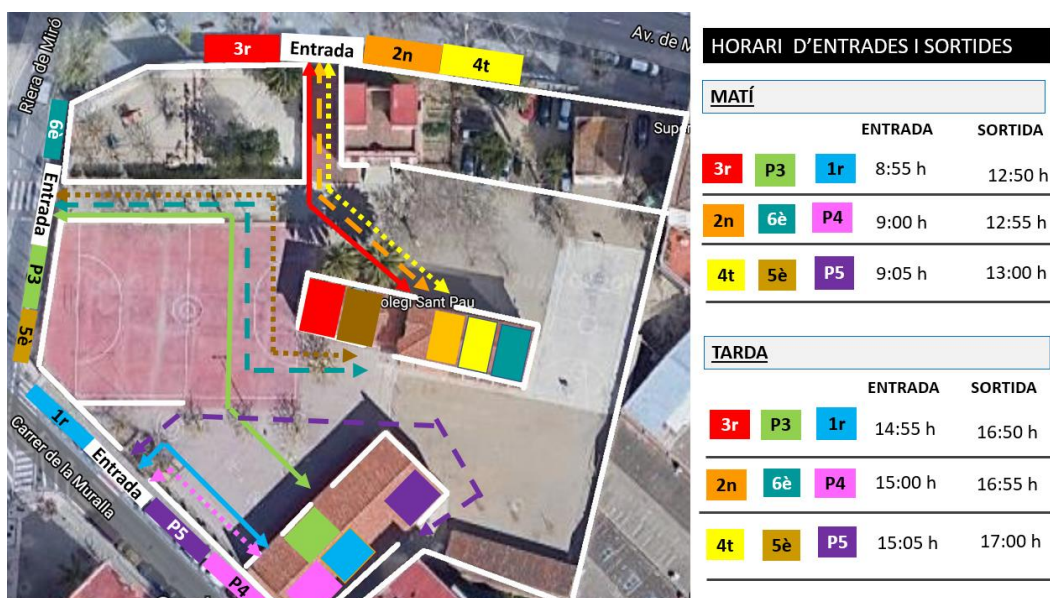 3r Entrada 2n 4t
Av. de M
Riera de Miró
6è
Entrada
P3
5è
Super
olegi Sant Pau
1r
Entrada
P5
P4
Carrer de la Muralla
HORARI D'ENTRADES I SORTIDES
MATÍ
ENTRADA SORTIDA
3r P3 1r 8:55 h 12:50 h
2n 6è P4 9:00 h 12:55 h
4t 5è P5 9:05 h 13:00 h
TARDA
ENTRADA SORTIDA
3r P3 1r 14:55 h 16:50 h
2n 6è P4 15:00 h 16:55 h
4t 5è P5 15:05 h 17:00 h